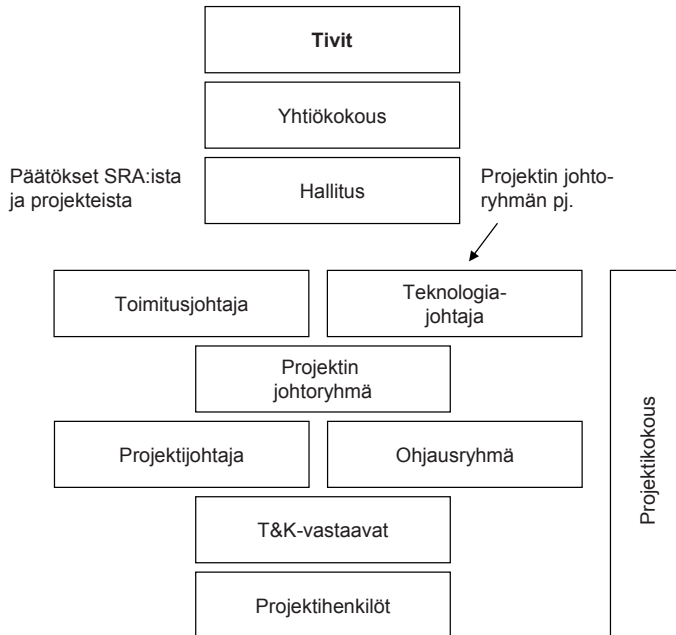 Tivit
Yhtiökokous
Päätökset SRA:ista
ja projekteista
Hallitus
Projektin johto-
ryhmän pj.
Toimitusjohtaja
Teknologia-
johtaja
Projektin
johtoryhmä
Projektijohtaja
Ohjausryhmä
T&K-vastaavat
Projektihenkilöt
Projektikokous